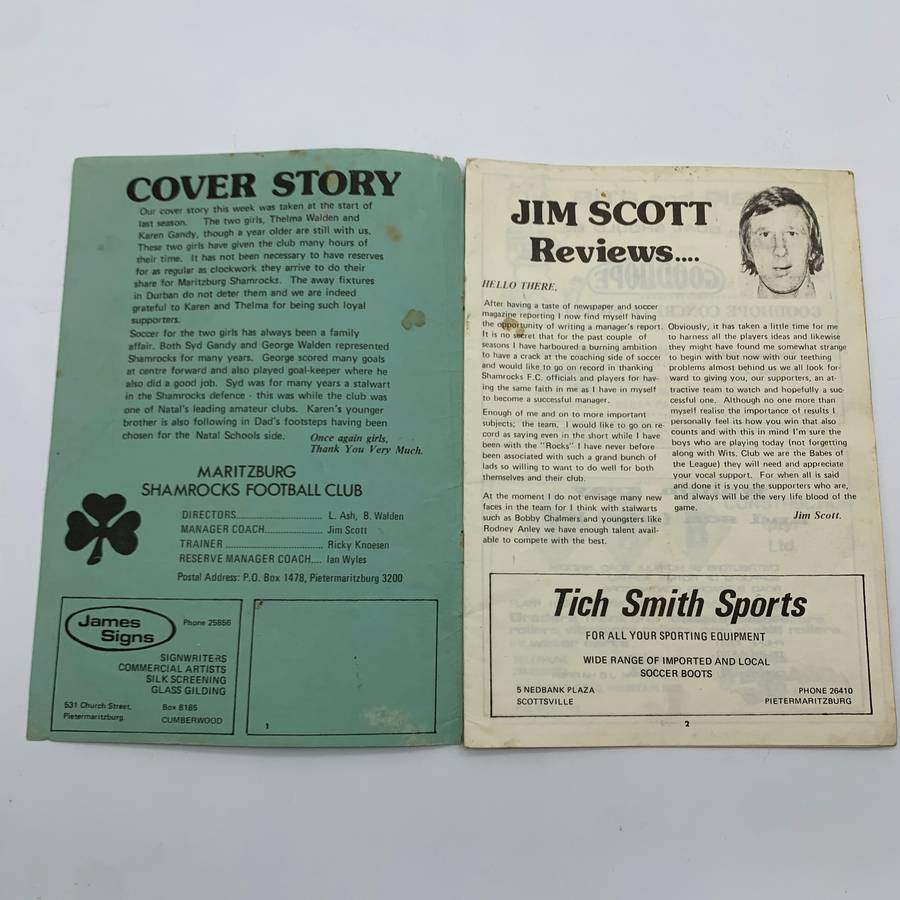 COVER STORY
Our cover story this week was taken at the start of
last season. The two girls, Thelma Walden and
Karen Gandy, though a year older are still with us.
These two girls have given the club many hours of
their time. It has not been necessary to have reserves
for as regular as clockwork they arrive to do their
share for Maritzburg Shamrocks. The away fixtures
in Durban do not deter them and we are indeed
grateful to Karen and Thelma for being such loyal
supporters.
Soccer for the two girls has always been a family
affair. Both Syd Gandy and George Walden represented
Shamrocks for many years. George scored many goals
at centre forward and also played goal-keeper where he
also did a good job. Syd was for many years a stalwart
in the Shamrocks defence - this was while the club was
one of Natal's leading amateur clubs. Karen's younger
brother is also following in Dad's footsteps having been
chosen for the Natal Schools side.
Once again girls,
Thank You Very Much.
MARITZBURG
SHAMROCKS FOOTBALL CLUB
DIRECTORS........................ L. Ash, B. Walden
MANAGER COACH................ Jim Scott
TRAINER ........................... Ricky Knoesen
RESERVE MANAGER COACH.... Ian Wyles
Postal Address: P.O. Box 1478, Pietermaritzburg 3200
James
Signs
Phone 25856
SIGNWRITERS
COMMERCIAL ARTISTS
SILK SCREENING
GLASS GILDING
531 Church Street,
Pietermaritzburg.
Box 8185
CUMBERWOOD
1
JIM SCOTT
Reviews....
HELLO THERE,
After having a taste of newspaper and soccer
magazine reporting I now find myself having
the opportunity of writing a manager's report.
It is no secret that for the past couple of
seasons I have harboured a burning ambition
to have a crack at the coaching side of soccer
and would like to go on record in thanking
Shamrocks F.C. officials and players for hav-
ing the same faith in me as I have in myself
to become a successful manager.
Enough of me and on to more important
subjects; the team. I would like to go on re-
cord as saying even in the short while I have
been with the "Rocks" I have never before
been associated with such a grand bunch of
lads so willing to want to do well for both
themselves and their club.
At the moment I do not envisage many new
faces in the team for I think with stalwarts
such as Bobby Chalmers and youngsters like
Rodney Anley we have enough talent avail-
able to compete with the best.
Obviously, it has taken a little time for me
to harness all the players ideas and likewise
they might have found me somewhat strange
to begin with but now with our teething
problems almost behind us we all look for-
ward to giving you, our supporters, an at-
tractive team to watch and hopefully a suc-
cessful one. Although no one more than
myself realise the importance of results I
personally feel its how you win that also
counts and with this in mind I'm sure the
boys who are playing today (not forgetting
along with Wits. Club we are the Babes of
the League) they will need and appreciate
your vocal support. For when all is said
and done it is you the supporters who are,
and always will be the very life blood of the
game.
Jim Scott.
Tich Smith Sports
FOR ALL YOUR SPORTING EQUIPMENT
WIDE RANGE OF IMPORTED AND LOCAL
SOCCER BOOTS
5 NEDBANK PLAZA
SCOTTSVILLE
PHONE 26410
PIETERMARITZBURG
2